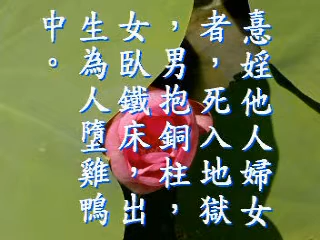 憙婬他人婦女
者，死入地獄
，男抱銅柱，
女臥鐵床，出
生為人墮雞鴨
中。